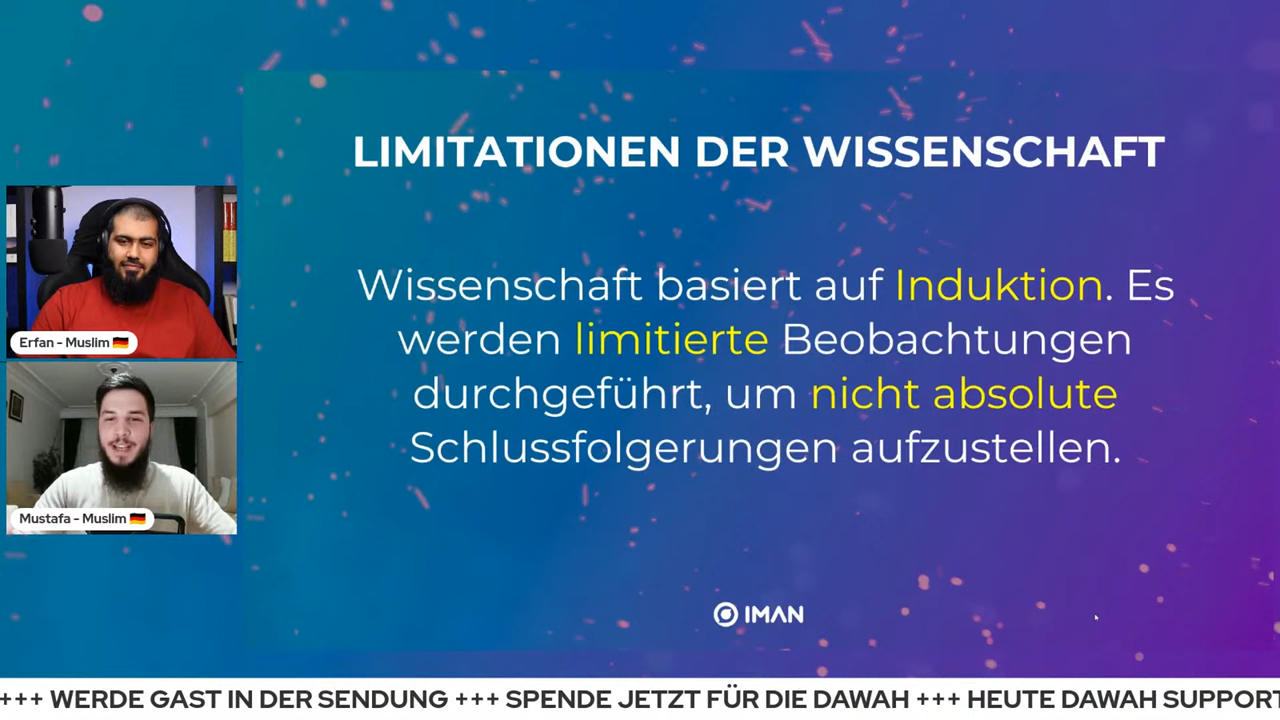 LIMITATIONEN DER WISSENSCHAFT
Wissenschaft basiert auf Induktion. Es
werden limitierte Beobachtungen
durchgeführt, um nicht absolute
Schlussfolgerungen aufzustellen.
Erfan - Muslim 🇩🇪
Mustafa - Muslim 🇩🇪
IMAN
+++ WERDE GAST IN DER SENDUNG +++ SPENDE JETZT FÜR DIE DAWAH +++ HEUTE DAWAH SUPPORT